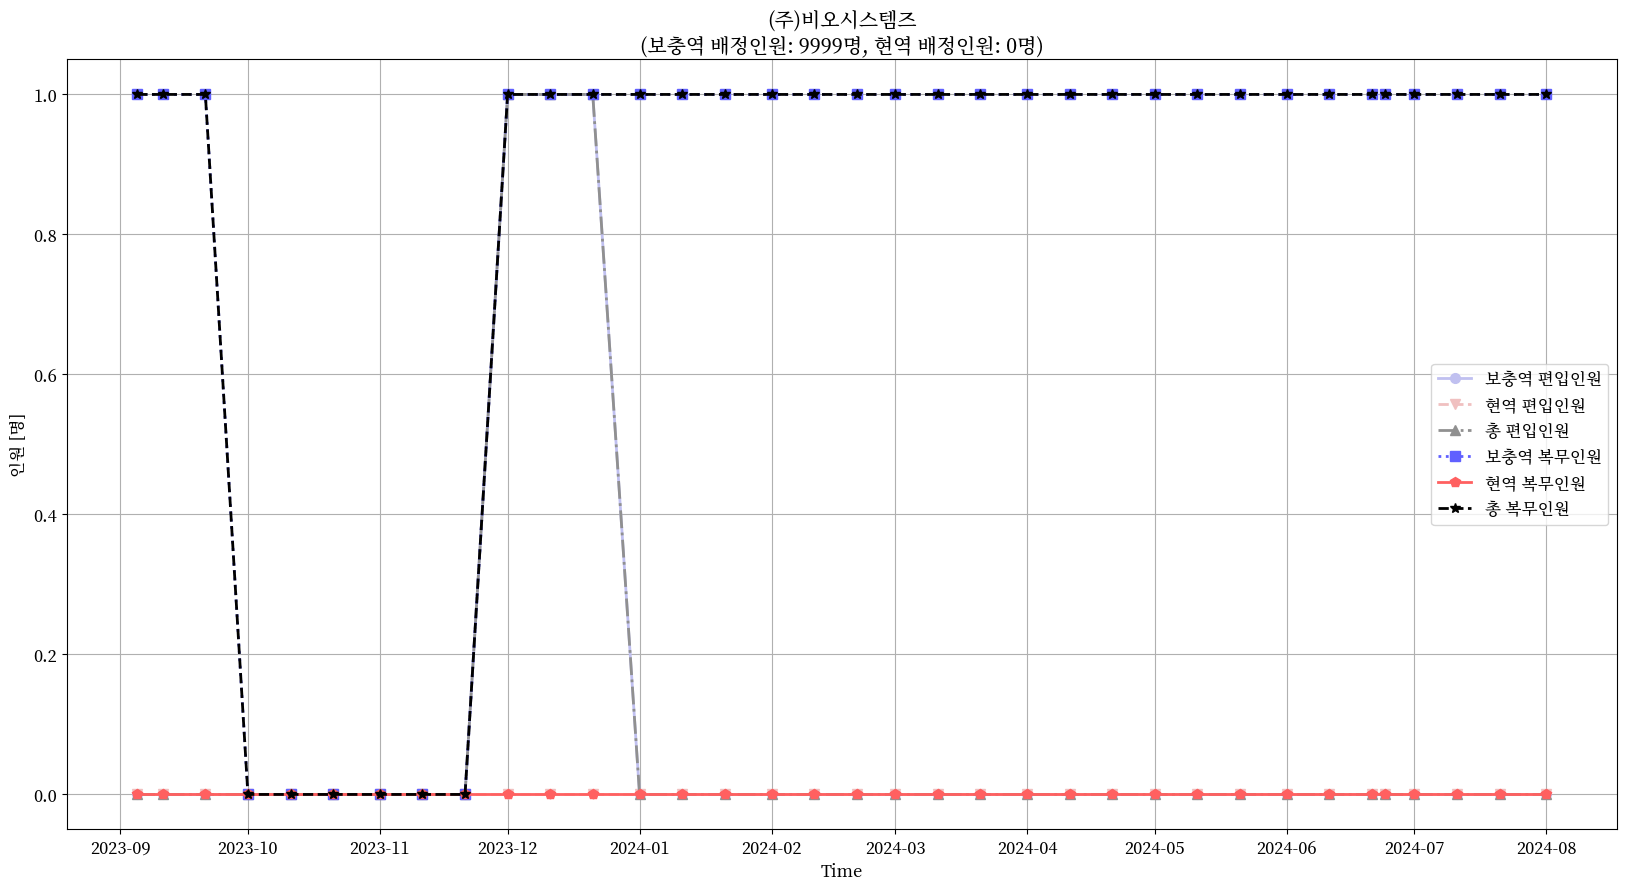 (주)비오시스템즈
(보충역 배정인원: 9999명, 현역 배정인원: 0명)
1.0
0.8
0.6
0.4
0.2
0.0
인원 [명]
보충역 편입인원
현역 편입인원
총 편입인원
보충역 복무인원
현역 복무인원
총 복무인원
2023-09
2023-10
2023-11
2023-12
2024-01
2024-02
2024-03
2024-04
2024-05
2024-06
2024-07
2024-08
Time